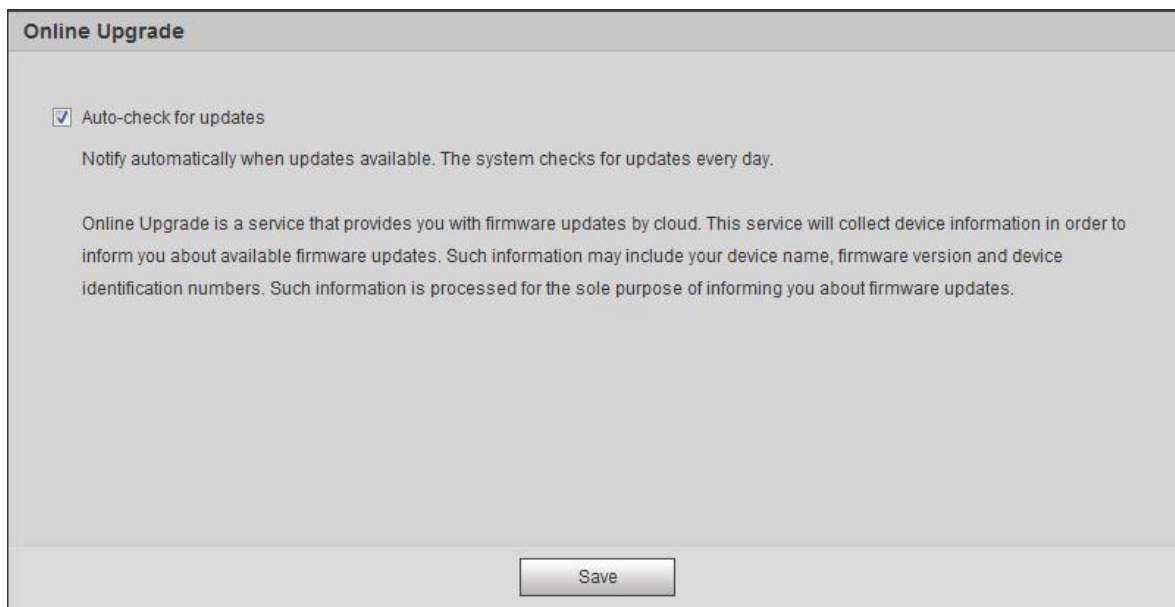 Online Upgrade
Auto-check for updates
Notify automatically when updates available. The system checks for updates every day.
Online Upgrade is a service that provides you with firmware updates by cloud. This service will collect device information in order to
inform you about available firmware updates. Such information may include your device name, firmware version and device
identification numbers. Such information is processed for the sole purpose of informing you about firmware updates.
Save